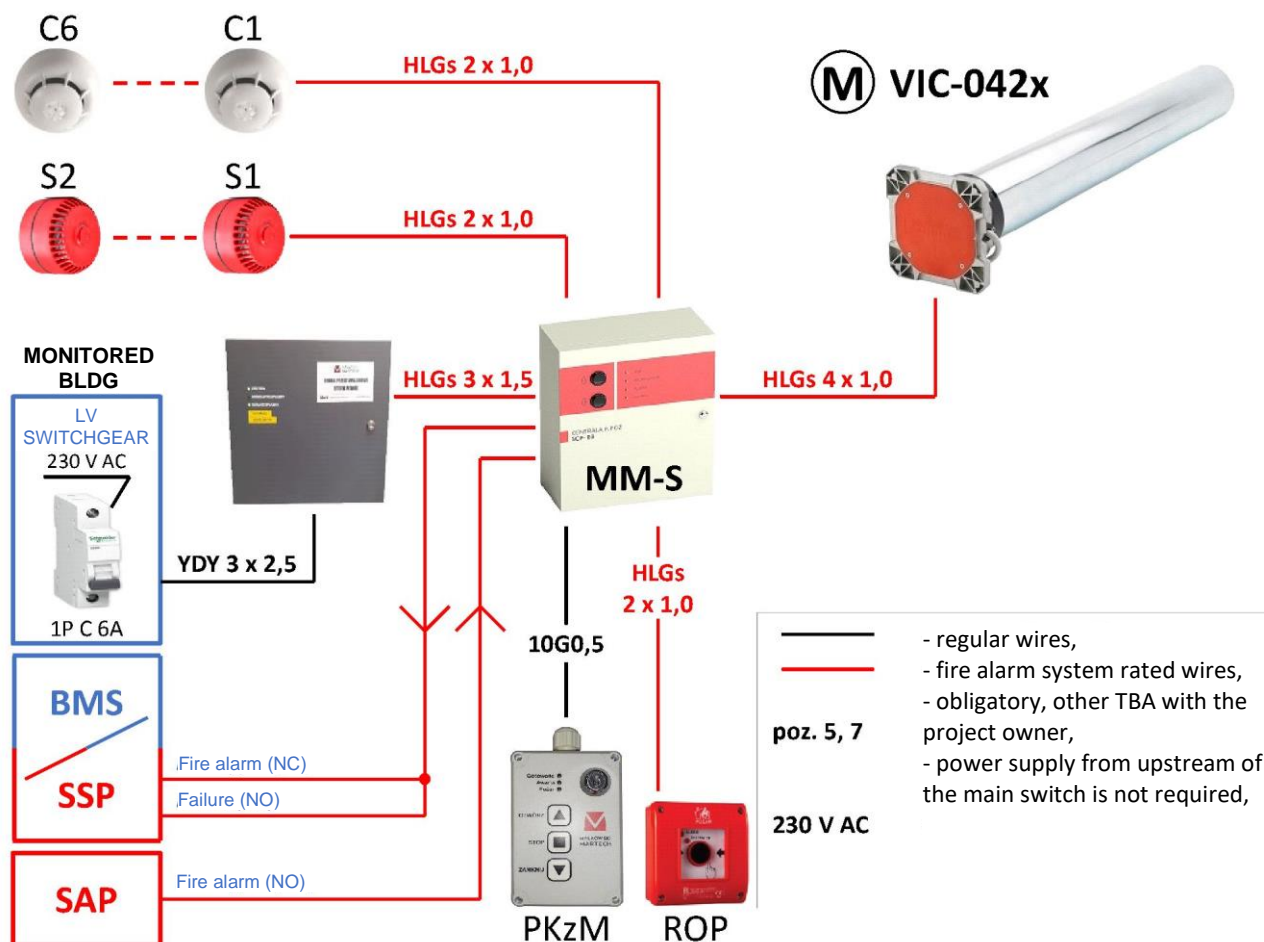 C6
C1
HLGs 2 x 1,0
M VIC-042x
S2
S1
HLGs 2 x 1,0
MONITORED
BLDG
LV
SWITCHGEAR
230 V AC
1P C 6A
HLGs 3 x 1,5
HLGs 4 x 1,0
CENTRALA P.POŻ
MM-S
YDY 3 x 2,5
HLGs
2 x 1,0
10G0,5
BMS
SSP
Fire alarm (NC)
Failure (NO)
SAP
Fire alarm (NO)
STOP
ZAMKNIJ
PKzM
ROP
- regular wires,
- fire alarm system rated wires,
poz. 5, 7
- obligatory, other TBA with the
project owner,
230 V AC
- power supply from upstream of
the main switch is not required,